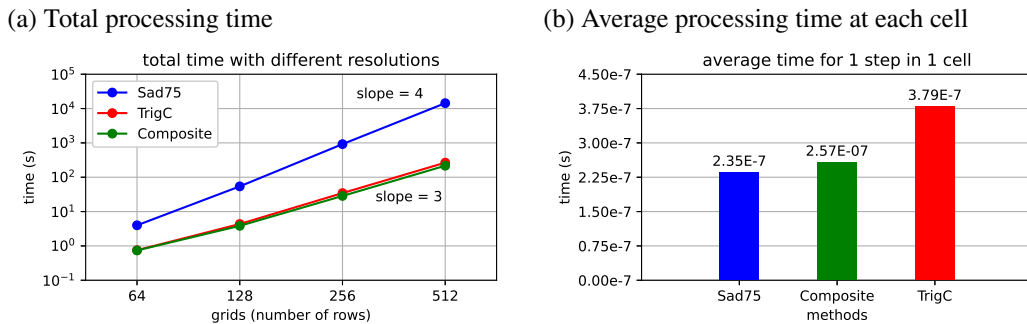 (a) Total processing time
total time with different resolutions
10^5
10^4
10^3
10^2
10^1
10^0
10^−1
time (s)
Sad75
TrigC
Composite
slope = 4
slope = 3
64 128 256 512
grids (number of rows)
(b) Average processing time at each cell
average time for 1 step in 1 cell
4.50e-7
3.75e-7
3.00e-7
2.25e-7
1.50e-7
0.75e-7
0.00e-7
time (s)
2.35E-7
2.57E-07
3.79E-7
Sad75 Composite TrigC
methods